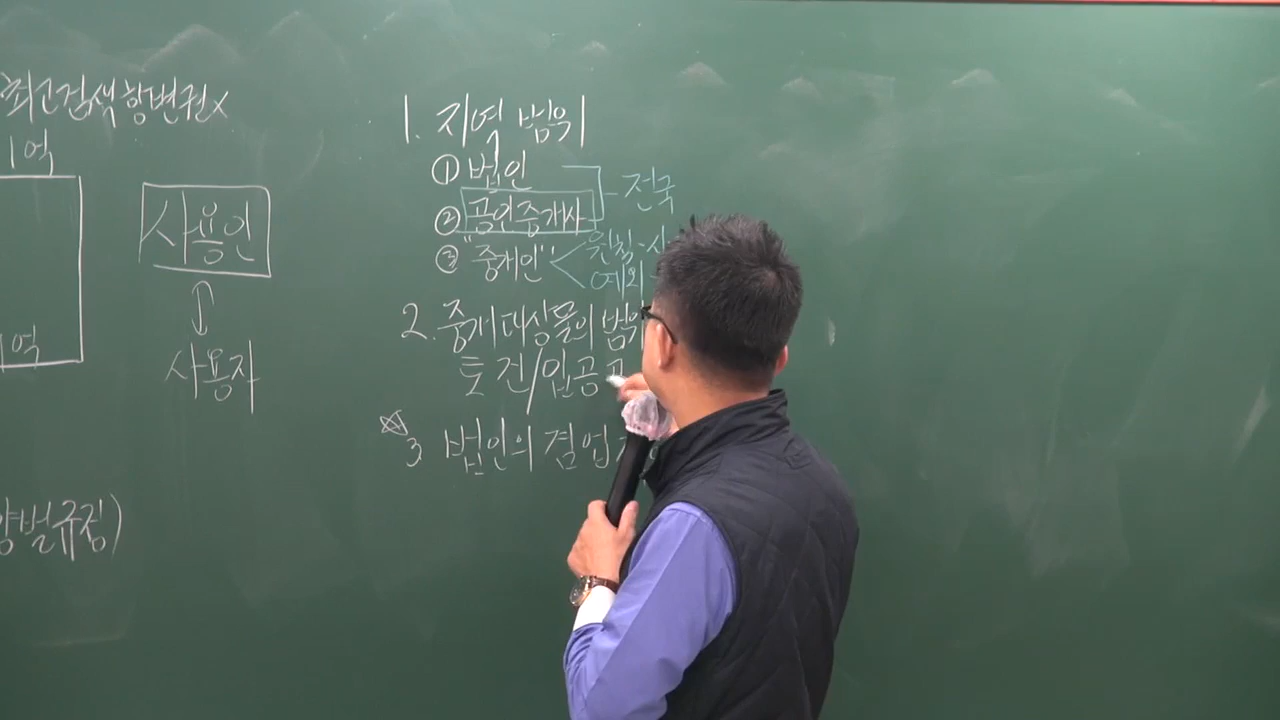 최고검색항변권x
1억
사용인
사용자
1억
양벌규정)
1. 지역 범위
① 법인
② 공인중개사
전국
③ "중개인"
원칙-시
예외
2. 중개대상물의 범위
토 건/입공공
3 법인의 겸업